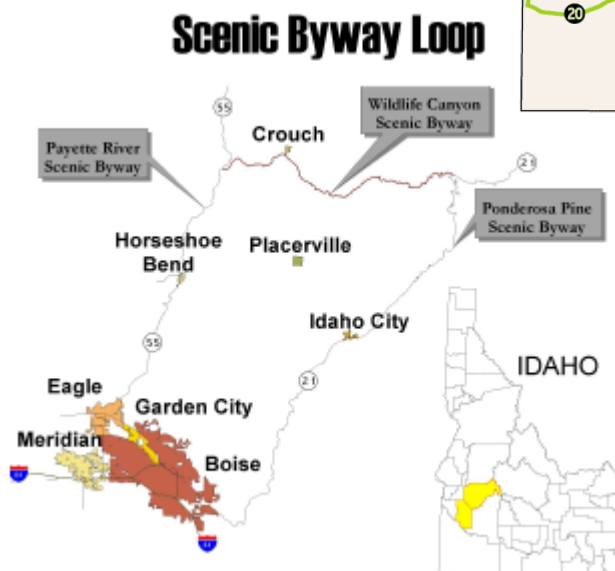 Scenic Byway Loop
20
55
Wildlife Canyon
Scenic Byway
Crouch
Payette River
Scenic Byway
21
Ponderosa Pine
Scenic Byway
Horseshoe
Bend
Placerville
Idaho City
55
IDAHO
21
Eagle
Garden City
Meridian
Boise
84